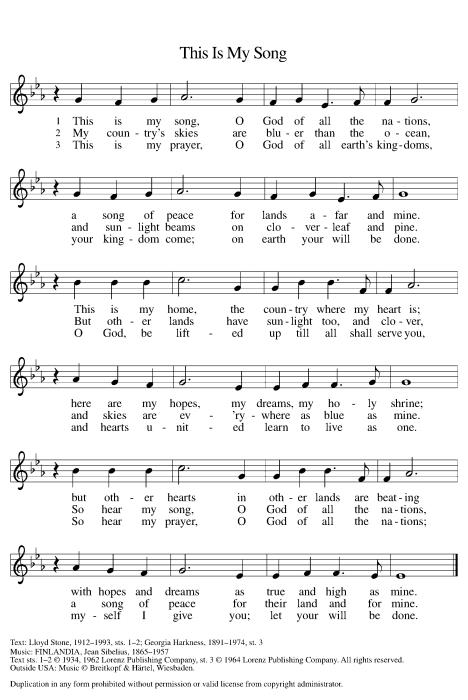 This Is My Song
1 This is my song, O God of all the na - tions,
2 My coun - try's skies are blu - er than the o - cean,
3 This is my prayer, O God of all earth's king - doms,
a song of peace for lands a - far and mine.
and sun - light beams on clo - ver - leaf and pine.
your king - dom come; on earth your will be done.
This is my home, the coun - try where my heart is;
But oth - er lands have sun - light too, and clo - ver,
O God, be lift - ed up till all shall serve you,
here are my hopes, my dreams, my ho - ly shrine;
and skies are ev - 'ry - where as blue as mine.
and hearts u - nit - ed learn to live as one.
but oth - er hearts in oth - er lands are beat - ing
So hear my song, O God of all the na - tions,
So hear my prayer, O God of all the na - tions;
with hopes and dreams as true and high as mine.
a song of peace for their land and for mine.
my - self I give you; let your will be done.
Text: Lloyd Stone, 1912–1993, sts. 1–2; Georgia Harkness, 1891–1974, st. 3
Music: FINLANDIA, Jean Sibelius, 1865–1957
Text sts. 1–2 © 1934, 1962 Lorenz Publishing Company, st. 3 © 1964 Lorenz Publishing Company. All rights reserved.
Outside USA: Music © Breitkopf & Härtel, Wiesbaden.
Duplication in any form prohibited without permission or valid license from copyright administrator.